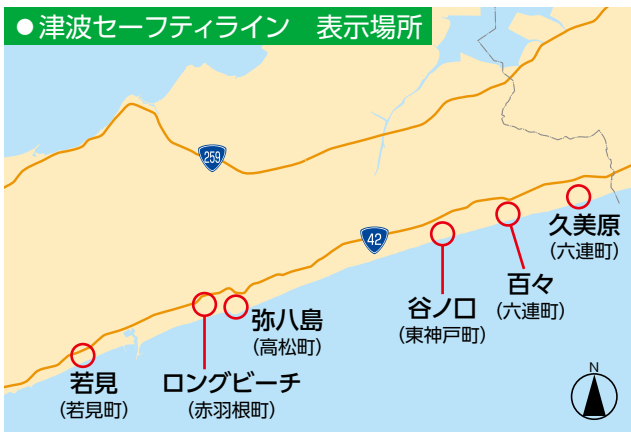 ●津波セーフティライン 表示場所
259
42
久美原
(六連町)
百々
(六連町)
谷ノ口
(東神戸町)
弥八島
(高松町)
ロングビーチ
(赤羽根町)
若見
(若見町)
N